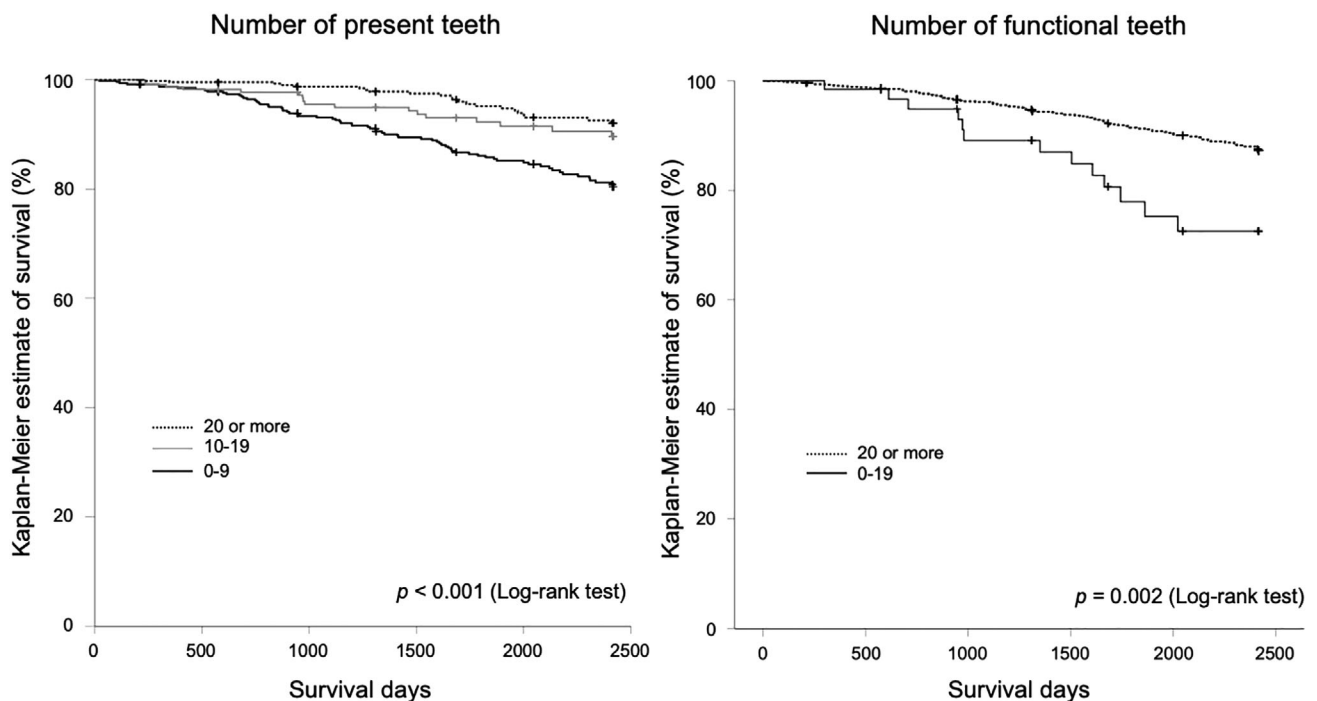 Number of present teeth
Kaplan-Meier estimate of survival (%)
100
80
60
40
20
0
20 or more
10-19
0-9
p < 0.001 (Log-rank test)
0 500 1000 1500 2000 2500
Survival days
Number of functional teeth
Kaplan-Meier estimate of survival (%)
100
80
60
40
20
0
20 or more
0-19
p = 0.002 (Log-rank test)
0 500 1000 1500 2000 2500
Survival days